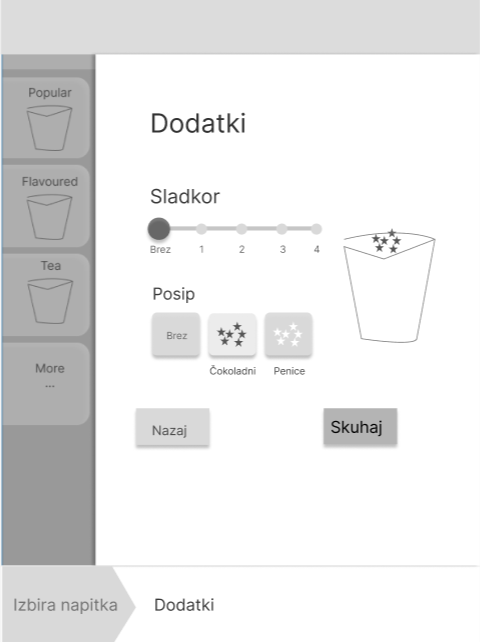 Popular
Flavoured
Tea
More
...
Dodatki
Sladkor
Brez 1 2 3 4
Posip
Brez
Čokoladni Penice
Nazaj Skuhaj
Izbira napitka Dodatki